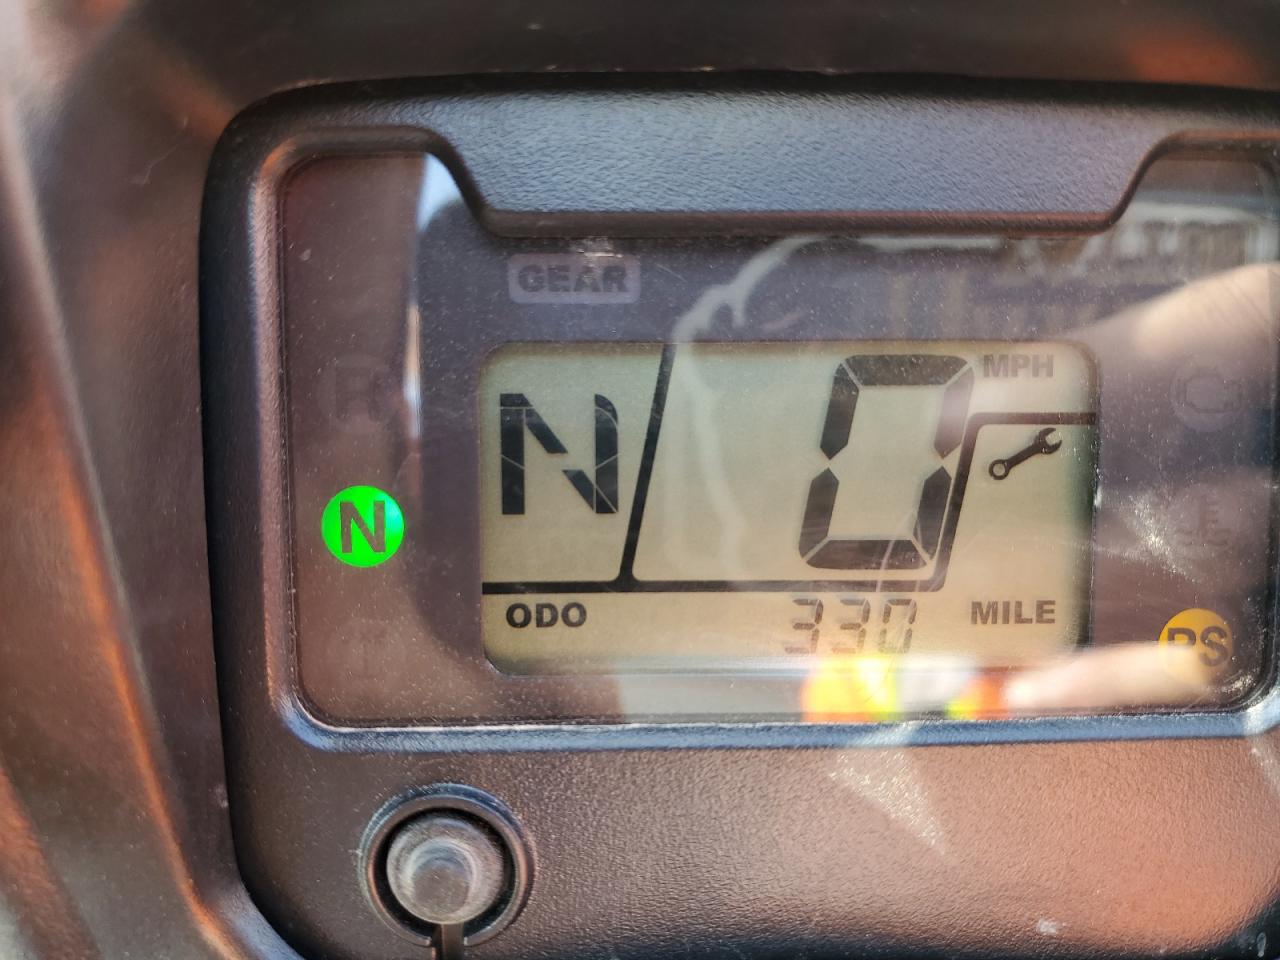 GEAR
N 0 MPH
N
ODO 330 MILE
PS